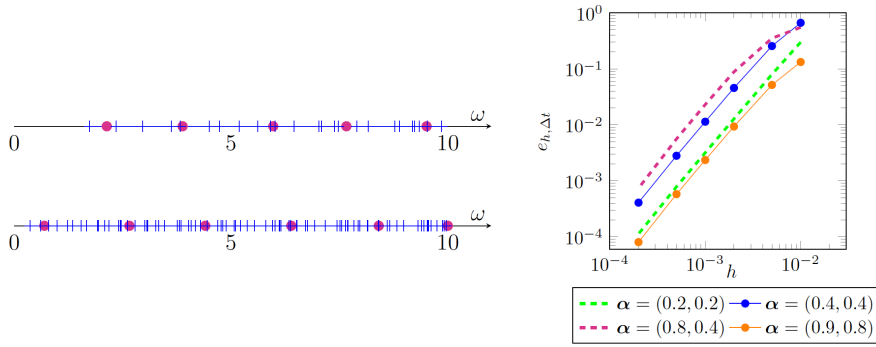 ω
0 5 10
ω
0 5 10
10⁰
10⁻¹
10⁻²
10⁻³
10⁻⁴
e_{h,Δt}
10⁻⁴ 10⁻³ 10⁻²
h
α = (0.2, 0.2) α = (0.4, 0.4)
α = (0.8, 0.4) α = (0.9, 0.8)